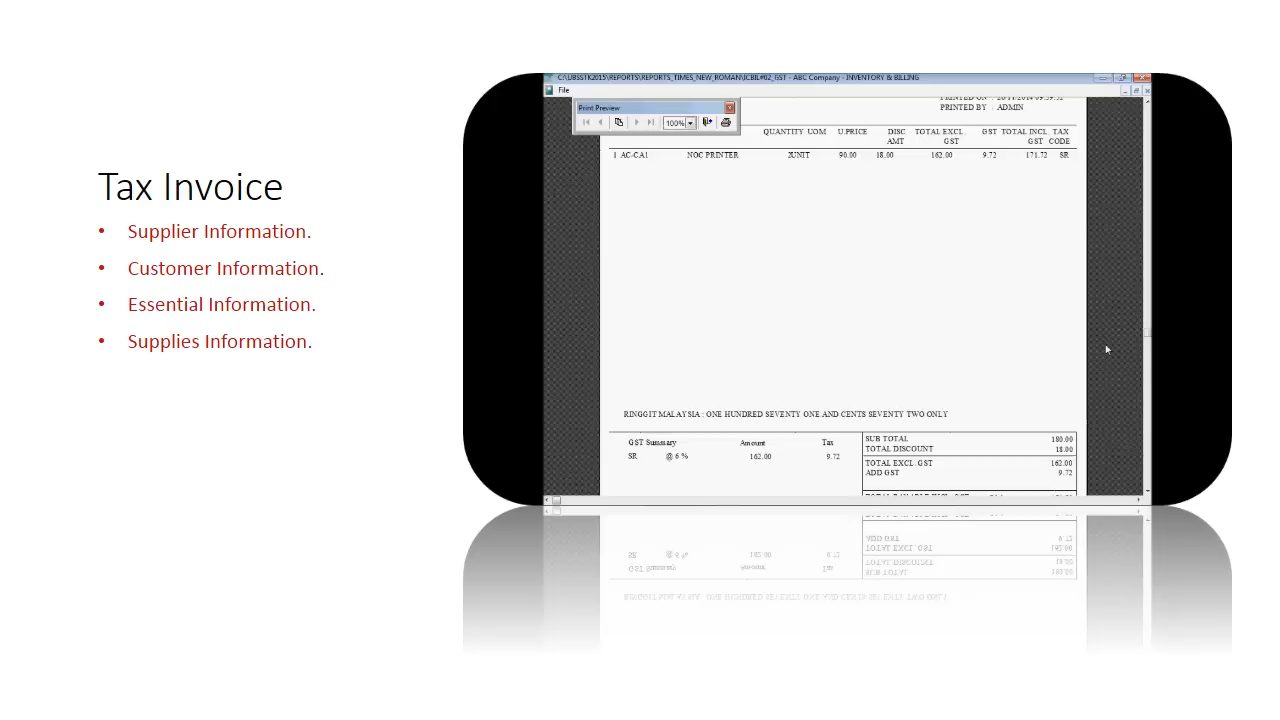 Tax Invoice
• Supplier Information.
• Customer Information.
• Essential Information.
• Supplies Information.
C:\UBSSTK2015\REPORTS\REPORTS_TIMES_NEW_ROMAN\ICBIL#02_GST - ABC Company - INVENTORY & BILLING
File
Print Preview
100%
PRINTED ON :
PRINTED BY : ADMIN
QUANTITY UOM U.PRICE DISC AMT TOTAL EXCL GST GST TOTAL INCL GST TAX CODE
1 AC-CA1 NOC PRINTER 2UNIT 90.00 18.00 162.00 9.72 171.72 SR
RINGGIT MALAYSIA : ONE HUNDRED SEVENTY ONE AND CENTS SEVENTY TWO ONLY
GST Summary Amount Tax
SR @ 6 % 162.00 9.72
SUB TOTAL 180.00
TOTAL DISCOUNT 18.00
TOTAL EXCL. GST 162.00
ADD GST 9.72